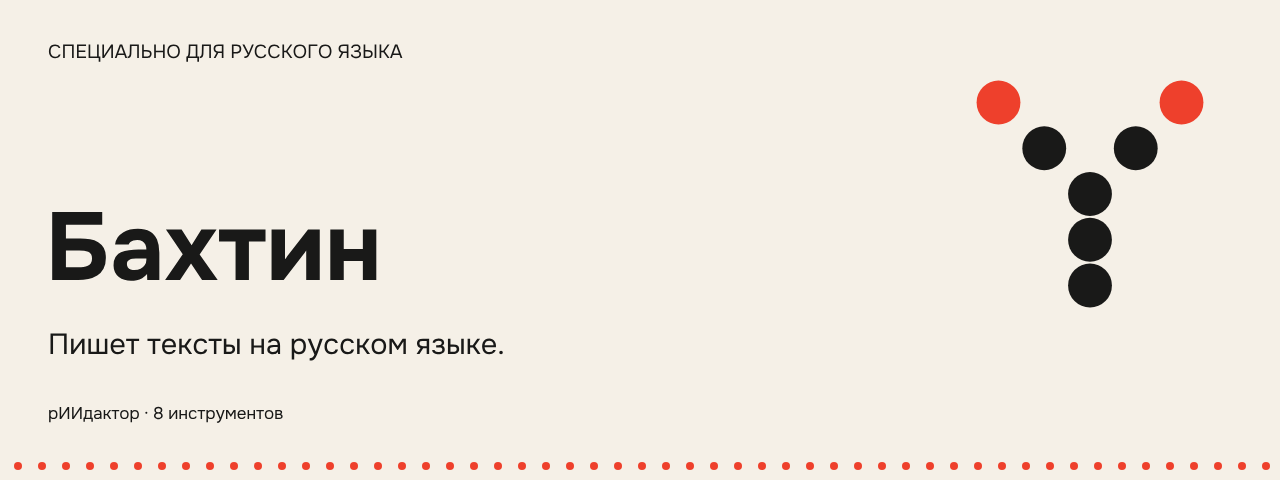 СПЕЦИАЛЬНО ДЛЯ РУССКОГО ЯЗЫКА
Бахтин
Пишет тексты на русском языке.
рИИдактор · 8 инструментов